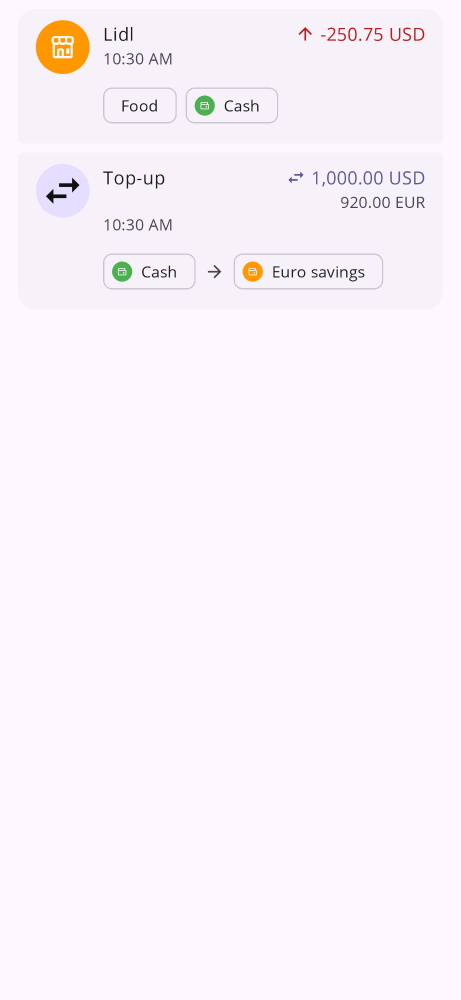 Lidl
-250.75 USD
10:30 AM
Food
Cash
Top-up
1,000.00 USD
920.00 EUR
10:30 AM
Cash
Euro savings